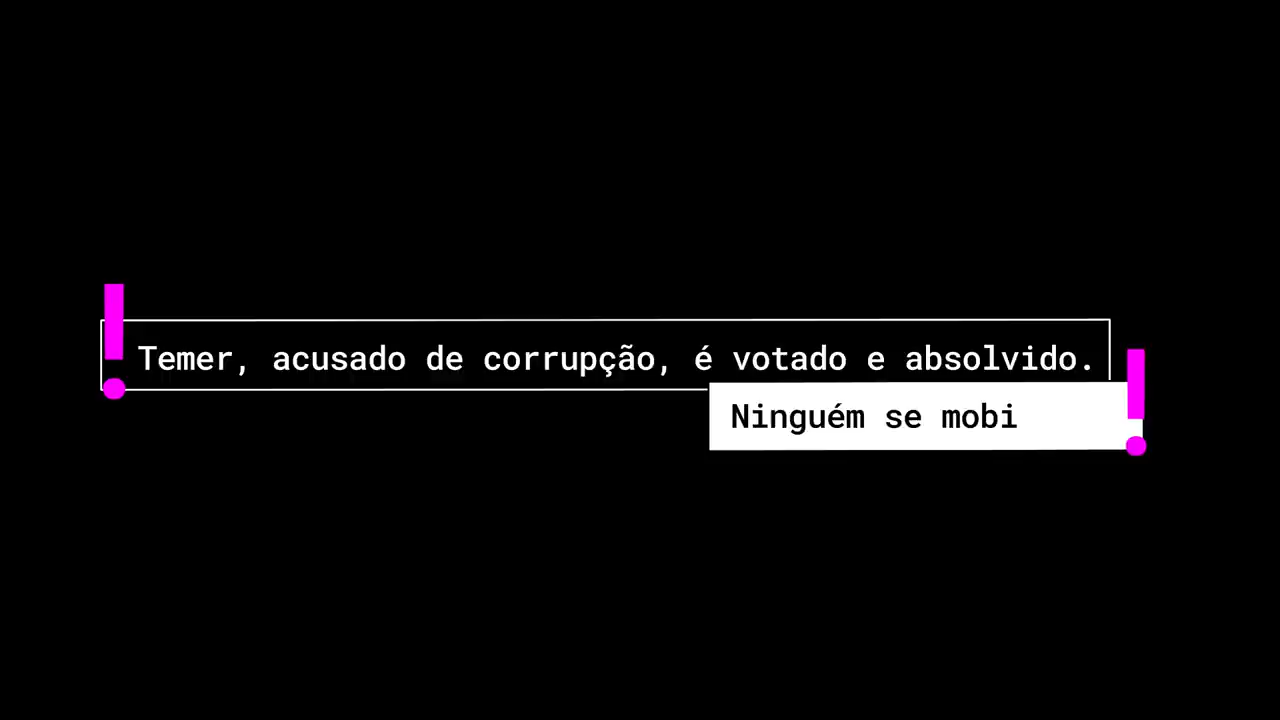 Temer, acusado de corrupção, é votado e absolvido.
Ninguém se mobi